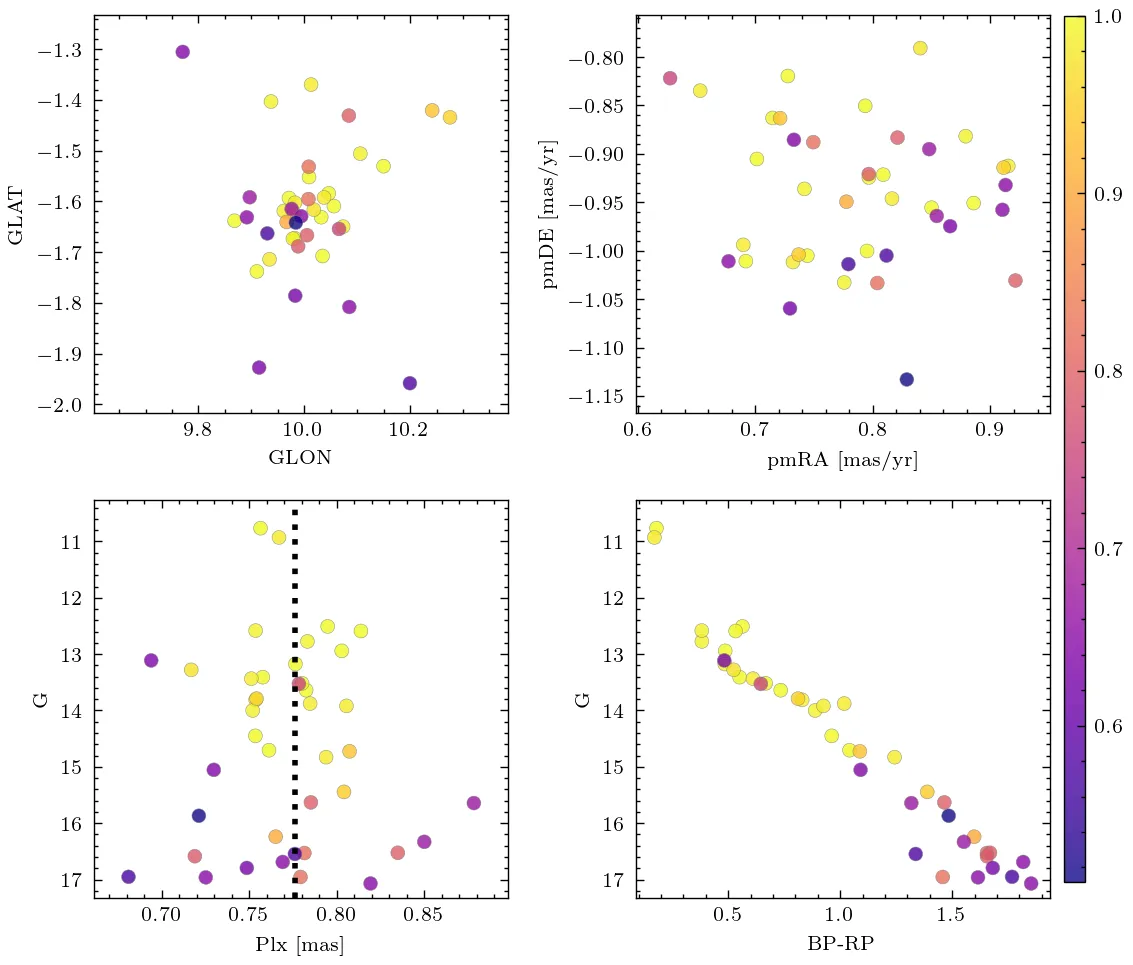 −1.3
−1.4
−1.5
−1.6
−1.7
−1.8
−1.9
−2.0
GLAT
9.8 10.0 10.2
GLON
−0.80
−0.85
−0.90
−0.95
−1.00
−1.05
−1.10
−1.15
pmDE [mas/yr]
0.6 0.7 0.8 0.9
pmRA [mas/yr]
1.0
0.9
0.8
0.7
0.6
11
12
13
14
15
16
17
G
0.70 0.75 0.80 0.85
Plx [mas]
11
12
13
14
15
16
17
G
0.5 1.0 1.5
BP-RP